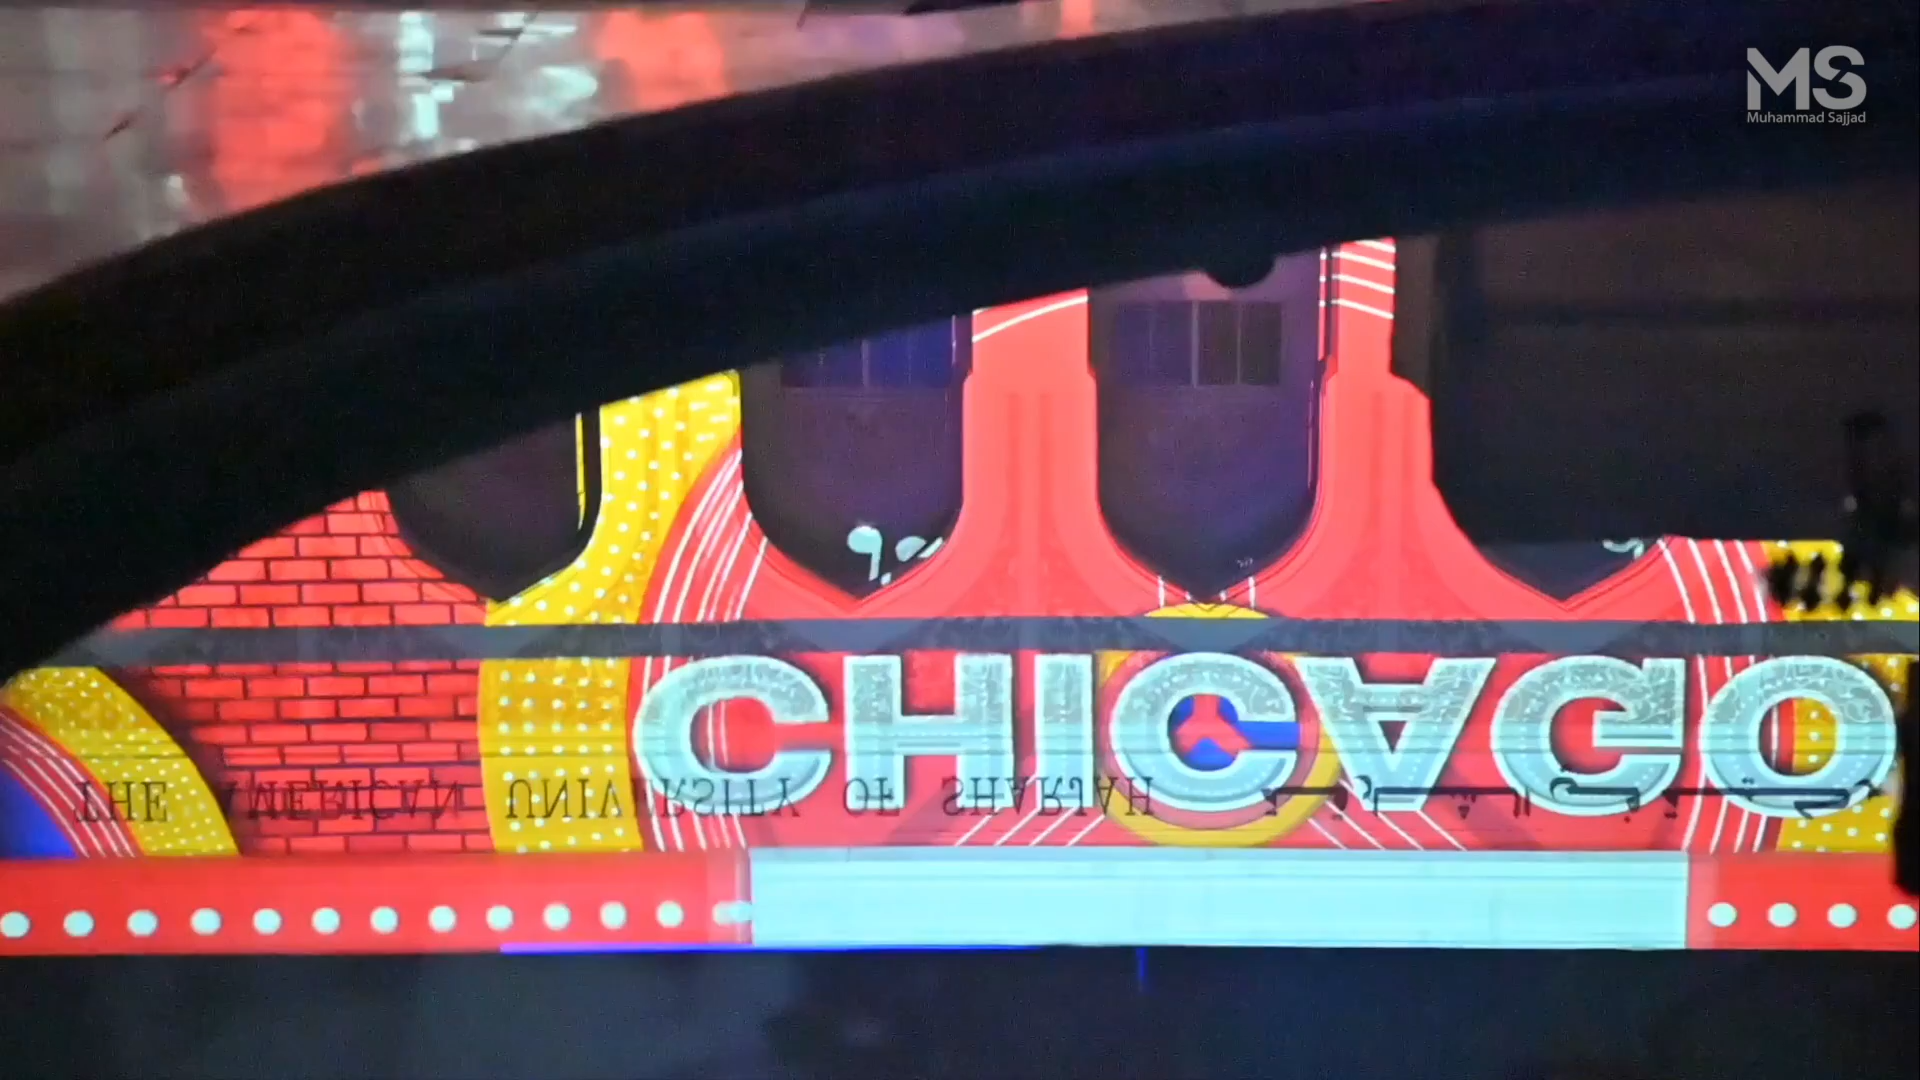 MS
Muhammad Sajjad
CHICAGO
THE AMERICAN UNIVERSITY OF SHARJAH